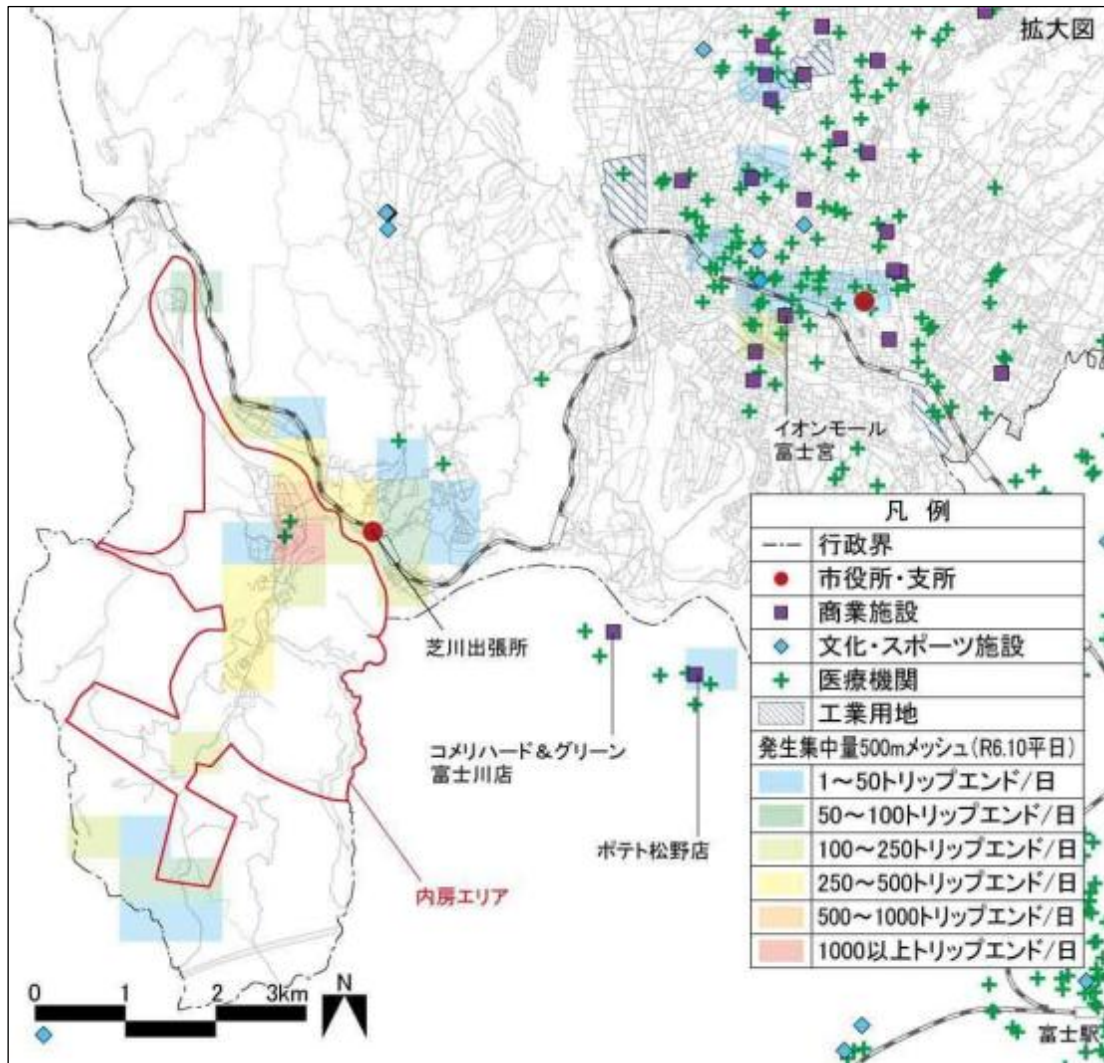 拡大図
イオンモール
富士宮
芝川出張所
コメリハード＆グリーン
富士川店
ポテト松野店
内房エリア
凡 例
行政界
市役所・支所
商業施設
文化・スポーツ施設
医療機関
工業用地
発生集中量500mメッシュ(R6.10平日)
1～50トリップエンド/日
50～100トリップエンド/日
100～250トリップエンド/日
250～500トリップエンド/日
500～1000トリップエンド/日
1000以上トリップエンド/日
0 1 2 3km
N
富士駅